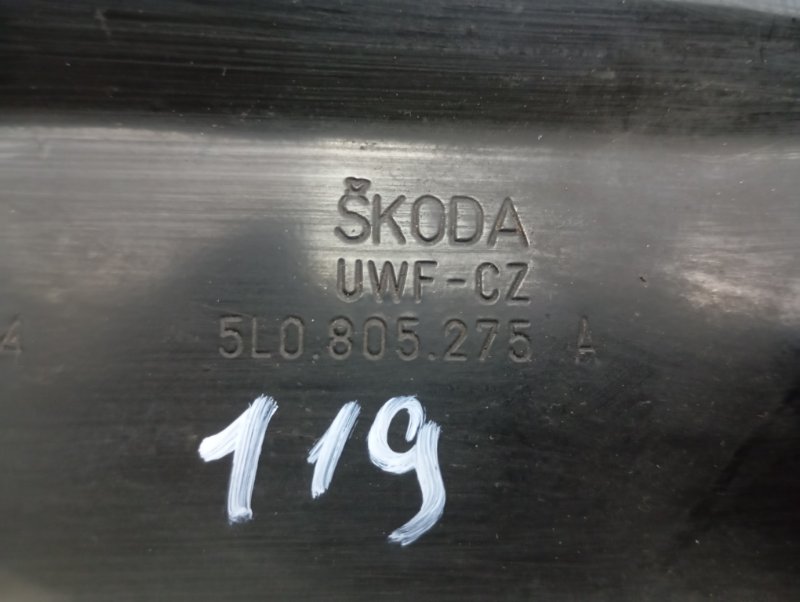 ŠKODA
UWF-CZ
5L0.805.275 A
119